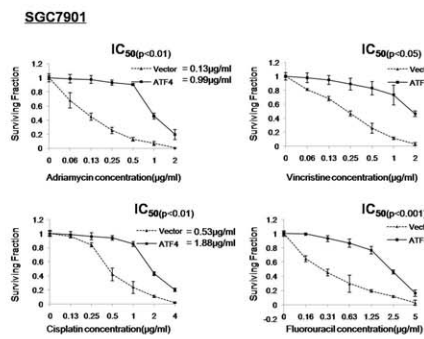 SGC7901
IC50(p<0.01)
Vector = 0.13μg/ml
ATF4 = 0.99μg/ml
Surviving Fraction
1.2
1
0.8
0.6
0.4
0.2
0
0 0.06 0.13 0.25 0.5 1 2
Adriamycin concentration(μg/ml)
IC50(p<0.05)
Vector
ATF4
Surviving Fraction
1.2
1
0.8
0.6
0.4
0.2
0
0 0.06 0.13 0.25 0.5 1 2
Vincristine concentration(μg/ml)
IC50(p<0.01)
Vector = 0.53μg/ml
ATF4 = 1.88μg/ml
Surviving Fraction
1.2
1
0.8
0.6
0.4
0.2
0
0 0.13 0.25 0.5 1 2 4
Cisplatin concentration(μg/ml)
IC50(p<0.001)
Vector
ATF4
Surviving Fraction
1.2
1
0.8
0.6
0.4
0.2
0
-0.2
0 0.16 0.31 0.63 1.25 2.5 5
Fluorouracil concentration(μg/ml)